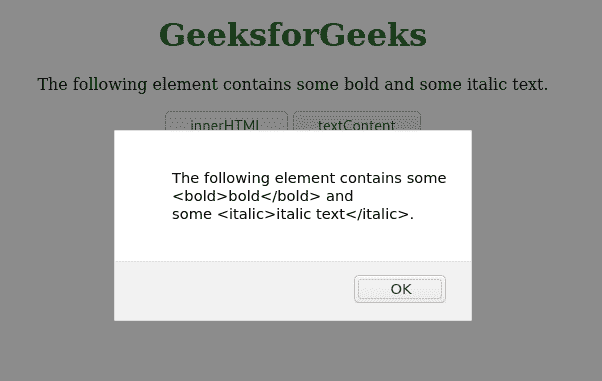 GeeksforGeeks
The following element contains some bold and some italic text.
innerHTML textContent
The following element contains some
<bold>bold</bold> and
some <italic>italic text</italic>.
OK